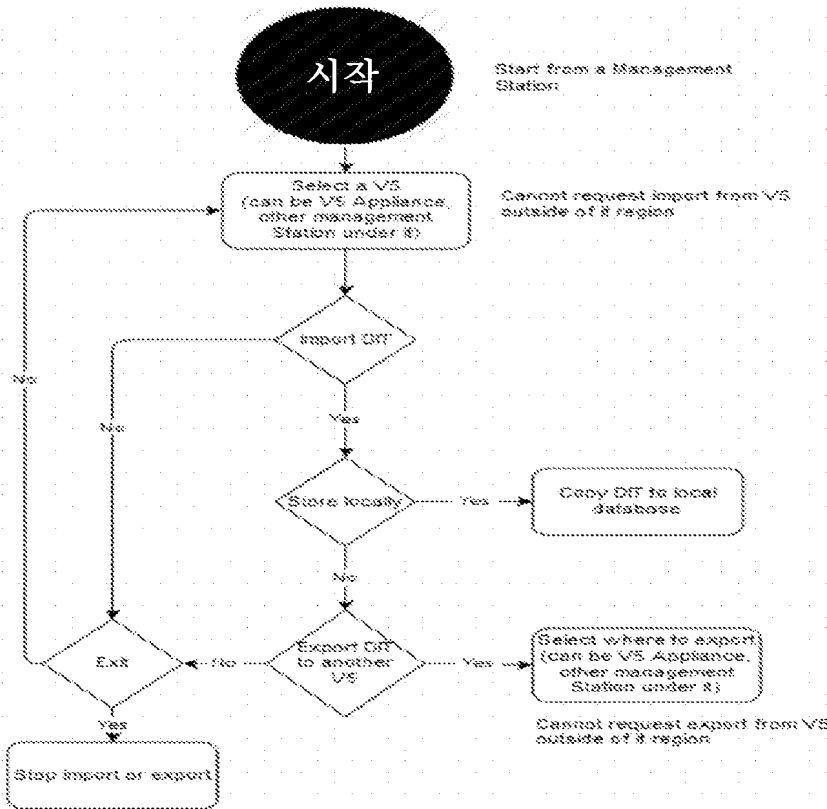 시작
Start from a Management
Station
Select a VS
(can be VS Appliance,
other management
Station under it)
Cannot request import from VS
outside of it region
Import DIT
No
No
Yes
Store locally
Yes
Copy DIT to local
database
No
Exit
No
Export DIT
to another
VS
Yes
Select where to export
(can be VS Appliance,
other management
Station under it)
Yes
Cannot request export from VS
outside of it region
Stop import or export